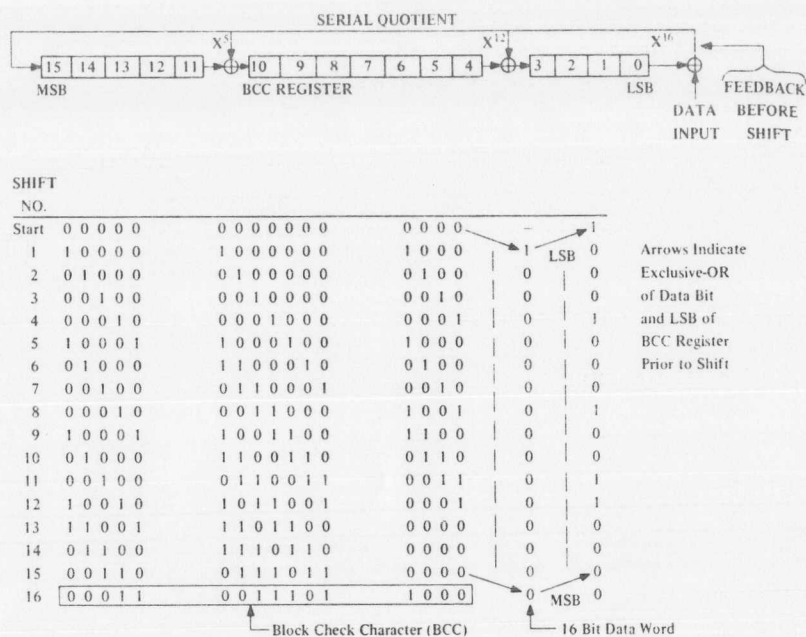 SERIAL QUOTIENT
X5 X12 X16
15 14 13 12 11 10 9 8 7 6 5 4 3 2 1 0
MSB BCC REGISTER LSB
FEEDBACK
DATA BEFORE
INPUT SHIFT
SHIFT
NO.
Start 0 0 0 0 0 0 0 0 0 0 0 0 0 0 0 0 – 1
1 1 0 0 0 0 1 0 0 0 0 0 0 1 0 0 0 1 LSB 0 Arrows Indicate
2 0 1 0 0 0 0 1 0 0 0 0 0 0 1 0 0 0 0 Exclusive-OR
3 0 0 1 0 0 0 0 1 0 0 0 0 0 0 1 0 0 0 of Data Bit
4 0 0 0 1 0 0 0 0 1 0 0 0 0 0 0 1 0 1 and LSB of
5 1 0 0 0 1 1 0 0 0 1 0 0 1 0 0 0 0 0 BCC Register
6 0 1 0 0 0 1 1 0 0 0 1 0 0 1 0 0 0 0 Prior to Shift
7 0 0 1 0 0 0 1 1 0 0 0 1 0 0 1 0 0 0
8 0 0 0 1 0 0 0 1 1 0 0 0 1 0 0 1 0 1
9 1 0 0 0 1 1 0 0 1 1 0 0 1 1 0 0 0 0
10 0 1 0 0 0 1 1 0 0 1 1 0 0 1 1 0 0 0
11 0 0 1 0 0 0 1 1 0 0 1 1 0 0 1 1 0 1
12 1 0 0 1 0 1 0 1 1 0 0 1 0 0 0 1 0 1
13 1 1 0 0 1 1 1 0 1 1 0 0 0 0 0 0 0 0
14 0 1 1 0 0 1 1 1 0 1 1 0 0 0 0 0 0 0
15 0 0 1 1 0 0 1 1 1 0 1 1 0 0 0 0 0 0
16 0 0 0 1 1 0 0 1 1 1 0 1 1 0 0 0 0 MSB 0
Block Check Character (BCC) 16 Bit Data Word